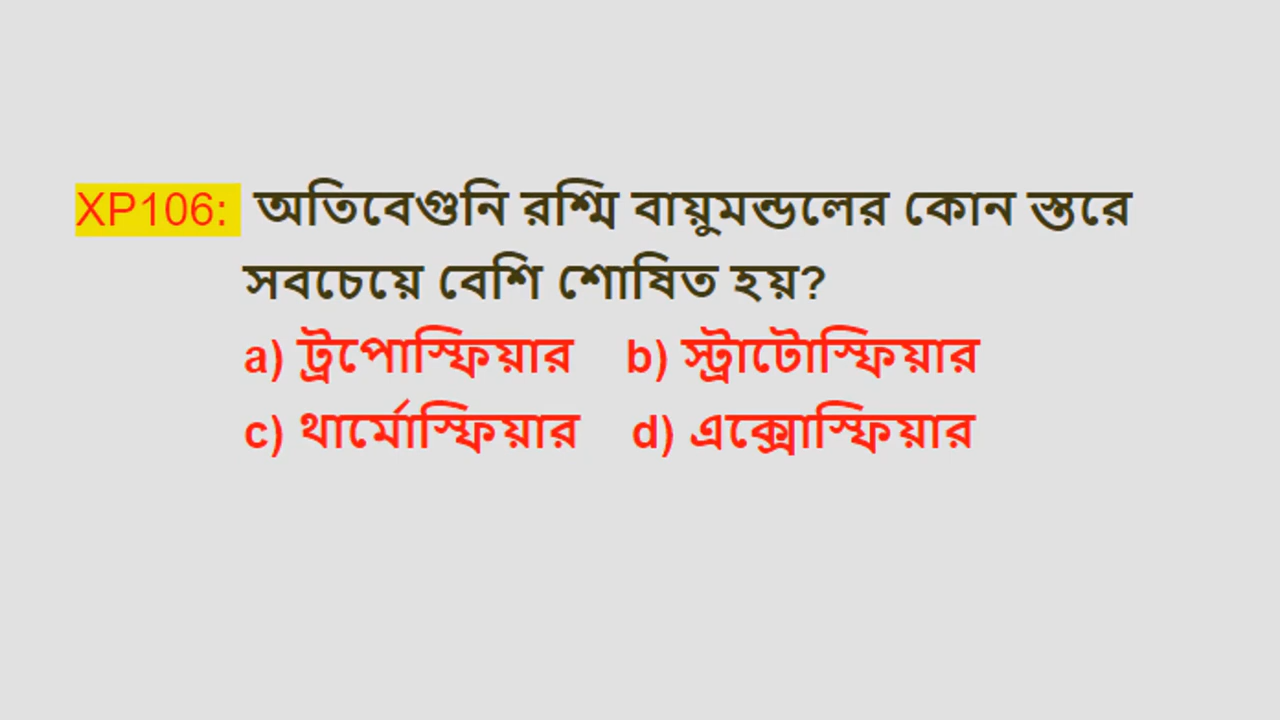 XP106: অতিবেগুনি রশ্মি বায়ুমন্ডলের কোন স্তরে
সবচেয়ে বেশি শোষিত হয়?
a) ট্রপোস্ফিয়ার b) স্ট্রাটোস্ফিয়ার
c) থার্মোস্ফিয়ার d) এক্সোস্ফিয়ার